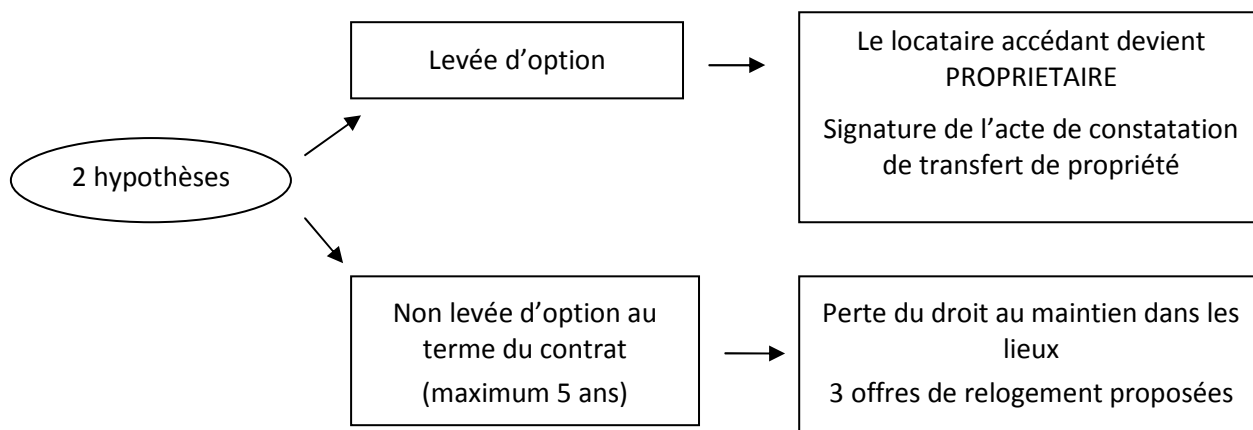 2 hypothèses
Levée d’option
Le locataire accédant devient
PROPRIETAIRE
Signature de l’acte de constatation
de transfert de propriété
Non levée d’option au
terme du contrat
(maximum 5 ans)
Perte du droit au maintien dans les
lieux
3 offres de relogement proposées